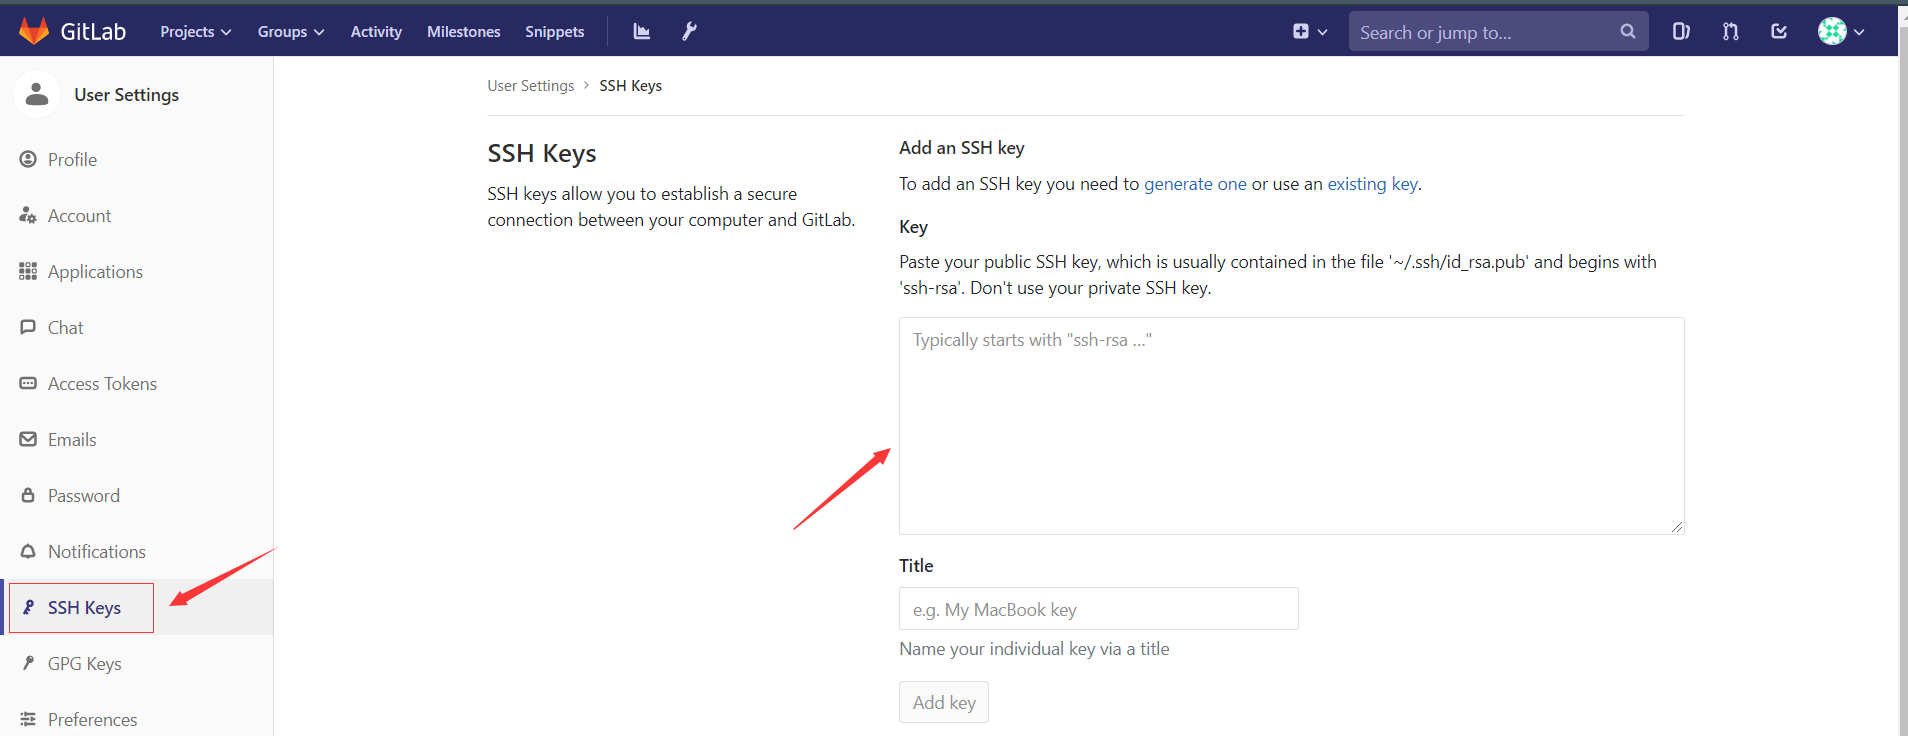 GitLab Projects Groups Activity Milestones Snippets Search or jump to...
User Settings
Profile
Account
Applications
Chat
Access Tokens
Emails
Password
Notifications
SSH Keys
GPG Keys
Preferences
User Settings > SSH Keys
SSH Keys
SSH keys allow you to establish a secure
connection between your computer and GitLab.
Add an SSH key
To add an SSH key you need to generate one or use an existing key.
Key
Paste your public SSH key, which is usually contained in the file '~/.ssh/id_rsa.pub' and begins with
'ssh-rsa'. Don't use your private SSH key.
Typically starts with "ssh-rsa ..."
Title
e.g. My MacBook key
Name your individual key via a title
Add key